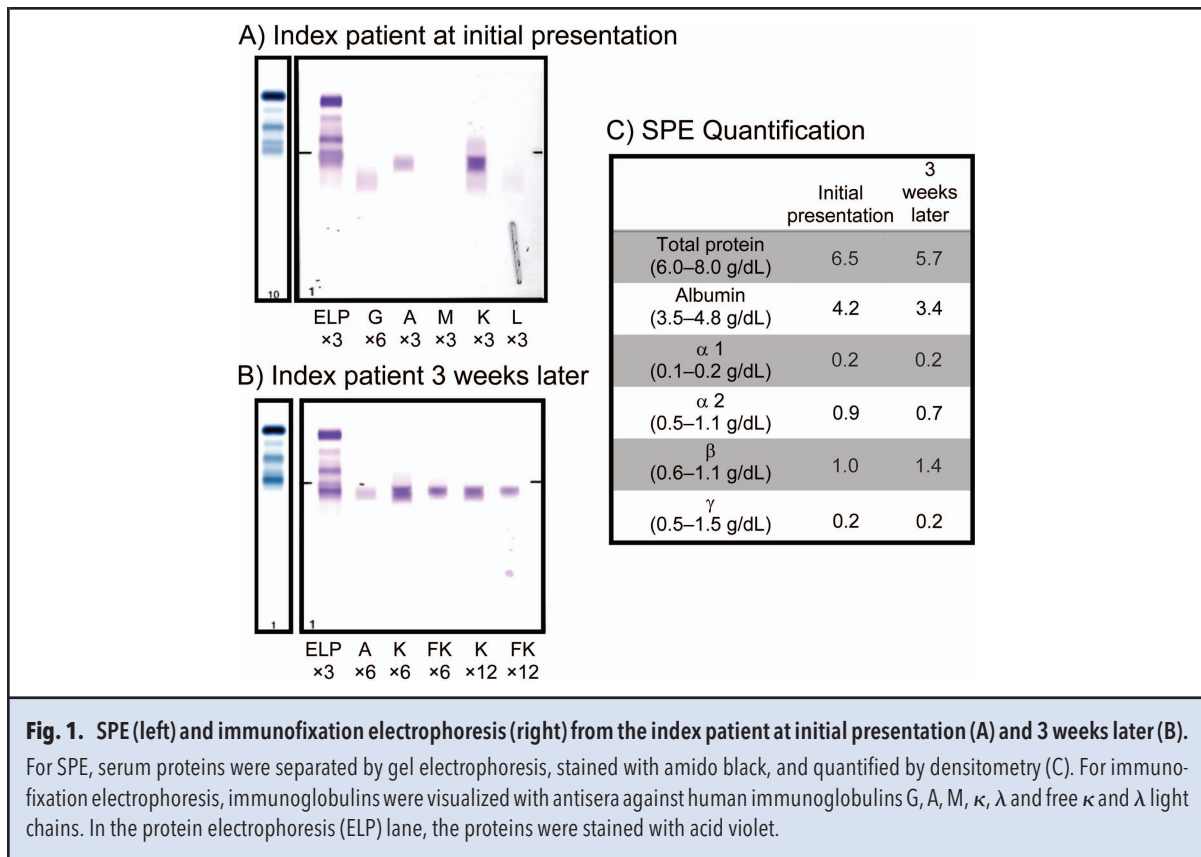 A) Index patient at initial presentation
10
1
ELP G A M K L
×3 ×6 ×3 ×3 ×3 ×3
B) Index patient 3 weeks later
1
1
ELP A K FK K FK
×3 ×6 ×6 ×6 ×12 ×12
C) SPE Quantification
Initial presentation 3 weeks later
Total protein (6.0–8.0 g/dL) 6.5 5.7
Albumin (3.5–4.8 g/dL) 4.2 3.4
α 1 (0.1–0.2 g/dL) 0.2 0.2
α 2 (0.5–1.1 g/dL) 0.9 0.7
β (0.6–1.1 g/dL) 1.0 1.4
γ (0.5–1.5 g/dL) 0.2 0.2
Fig. 1. SPE (left) and immunofixation electrophoresis (right) from the index patient at initial presentation (A) and 3 weeks later (B).
For SPE, serum proteins were separated by gel electrophoresis, stained with amido black, and quantified by densitometry (C). For immuno-
fixation electrophoresis, immunoglobulins were visualized with antisera against human immunoglobulins G, A, M, κ, λ and free κ and λ light
chains. In the protein electrophoresis (ELP) lane, the proteins were stained with acid violet.